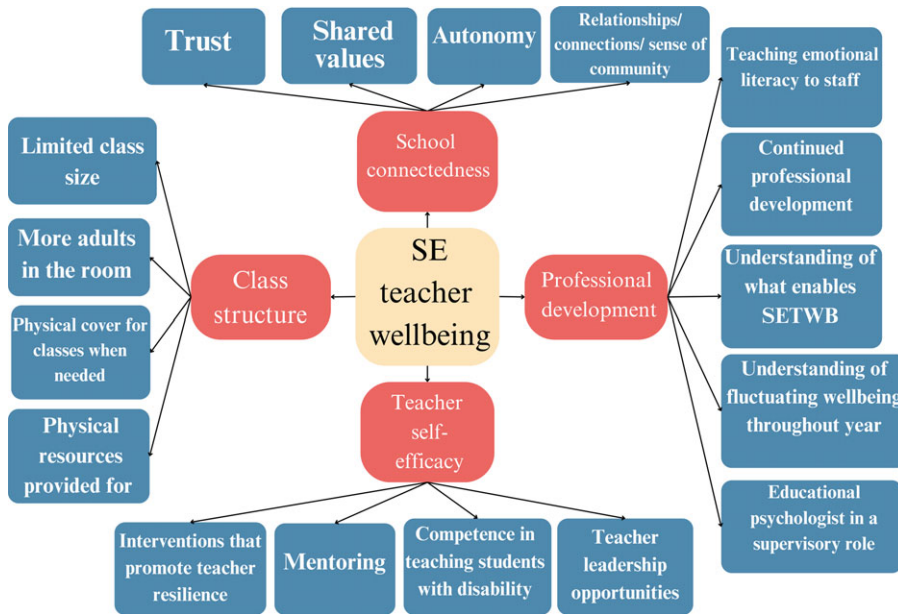 Trust
Shared
values
Autonomy
Relationships/
connections/ sense of
community
Teaching emotional
literacy to staff
School
connectedness
Limited class
size
Continued
professional
development
More adults
in the room
Class
structure
SE
teacher
wellbeing
Professional
development
Understanding of
what enables
SETWB
Physical cover for
classes when
needed
Understanding of
fluctuating wellbeing
throughout year
Physical
resources
provided for
Teacher
self-
efficacy
Educational
psychologist in a
supervisory role
Interventions that
promote teacher
resilience
Mentoring
Competence in
teaching students
with disability
Teacher
leadership
opportunities